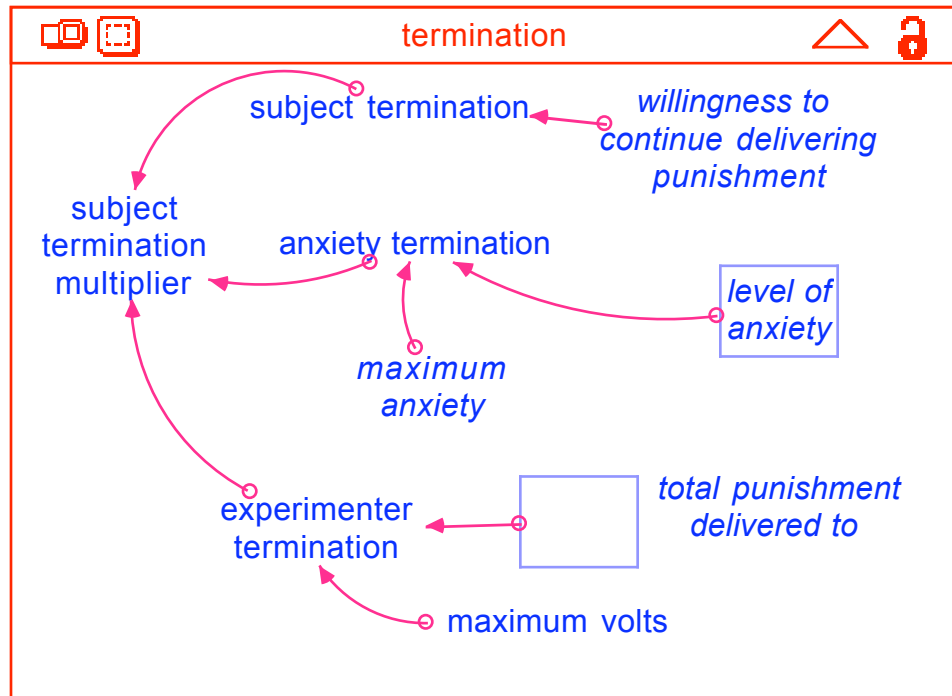 termination
subject termination
willingness to
continue delivering
punishment
subject
termination
multiplier
anxiety termination
level of
anxiety
maximum
anxiety
experimenter
termination
total punishment
delivered to
maximum volts